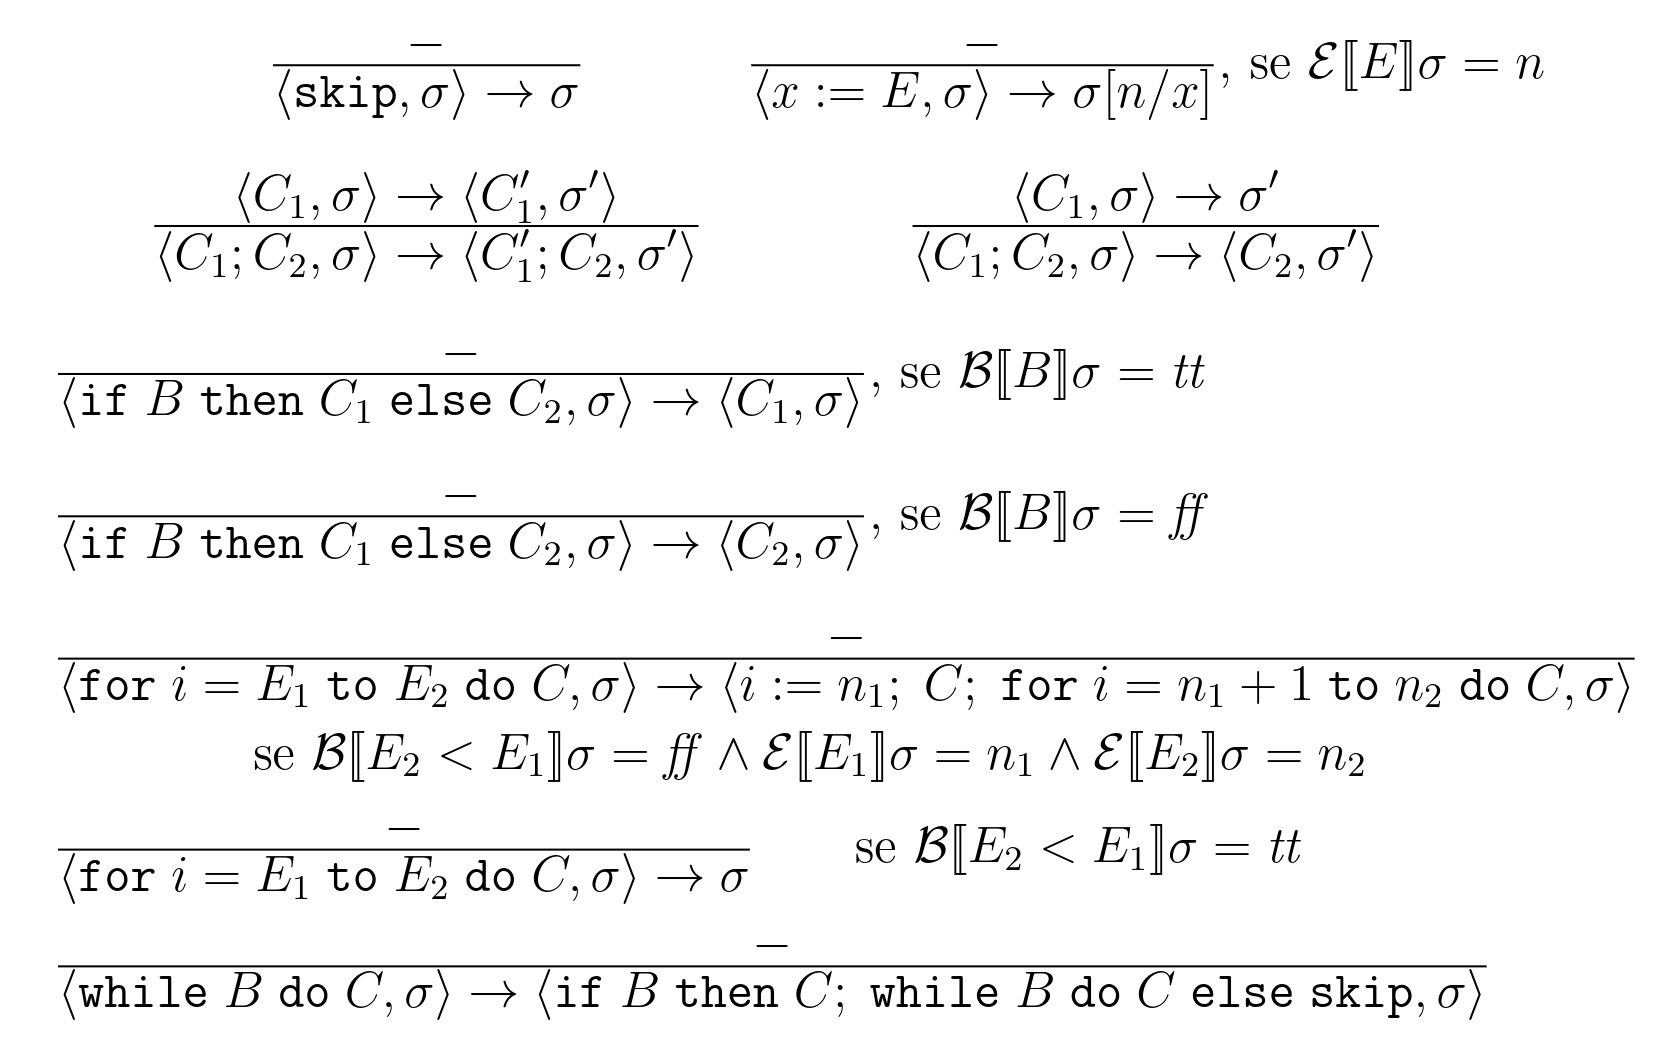 — —
⟨skip, σ⟩ → σ ⟨x := E, σ⟩ → σ[n/x] , se ℰ⟦E⟧σ = n
⟨C₁, σ⟩ → ⟨C₁′, σ′⟩ ⟨C₁, σ⟩ → σ′
⟨C₁; C₂, σ⟩ → ⟨C₁′; C₂, σ′⟩ ⟨C₁; C₂, σ⟩ → ⟨C₂, σ′⟩
—
⟨if B then C₁ else C₂, σ⟩ → ⟨C₁, σ⟩ , se ℬ⟦B⟧σ = tt
—
⟨if B then C₁ else C₂, σ⟩ → ⟨C₂, σ⟩ , se ℬ⟦B⟧σ = ff
—
⟨for i = E₁ to E₂ do C, σ⟩ → ⟨i := n₁; C; for i = n₁ + 1 to n₂ do C, σ⟩
se ℬ⟦E₂ < E₁⟧σ = ff ∧ ℰ⟦E₁⟧σ = n₁ ∧ ℰ⟦E₂⟧σ = n₂
—
⟨for i = E₁ to E₂ do C, σ⟩ → σ se ℬ⟦E₂ < E₁⟧σ = tt
—
⟨while B do C, σ⟩ → ⟨if B then C; while B do C else skip, σ⟩